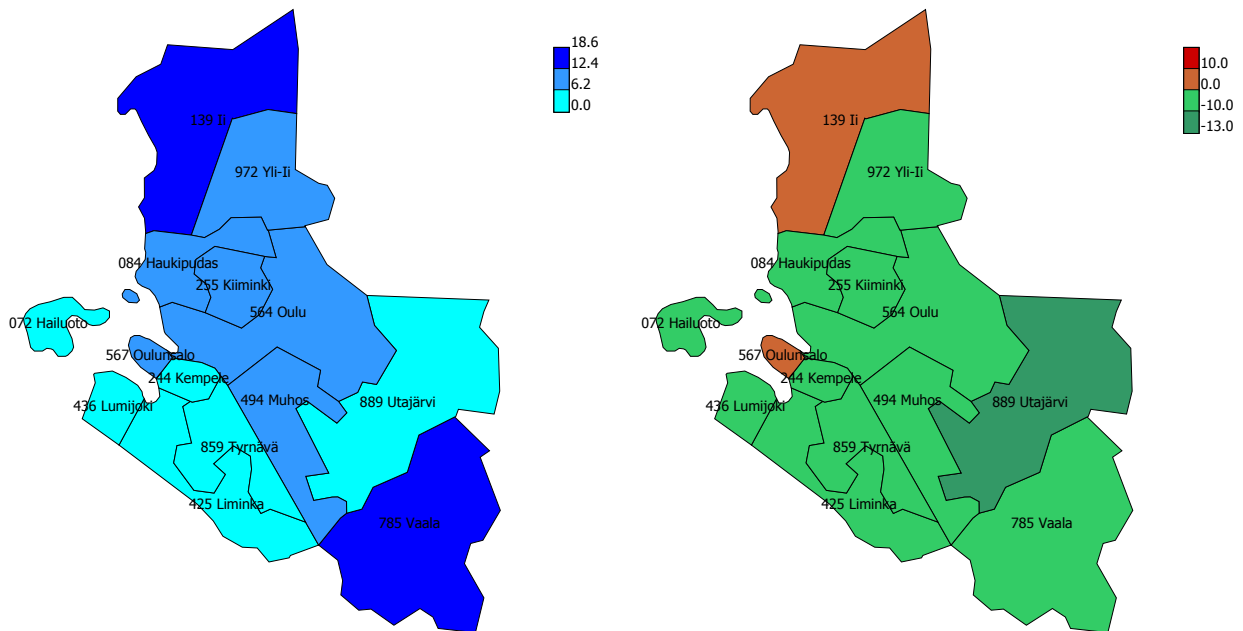 18.6
12.4
6.2
0.0
139 Ii
972 Yli-Ii
084 Haukipudas
255 Kiiminki
564 Oulu
072 Hailuoto
567 Oulunsalo
244 Kempele
436 Lumijoki
494 Muhos
889 Utajärvi
859 Tyrnävä
425 Liminka
785 Vaala
10.0
0.0
-10.0
-13.0
139 Ii
972 Yli-Ii
084 Haukipudas
255 Kiiminki
564 Oulu
072 Hailuoto
567 Oulunsalo
244 Kempele
436 Lumijoki
494 Muhos
889 Utajärvi
859 Tyrnävä
425 Liminka
785 Vaala